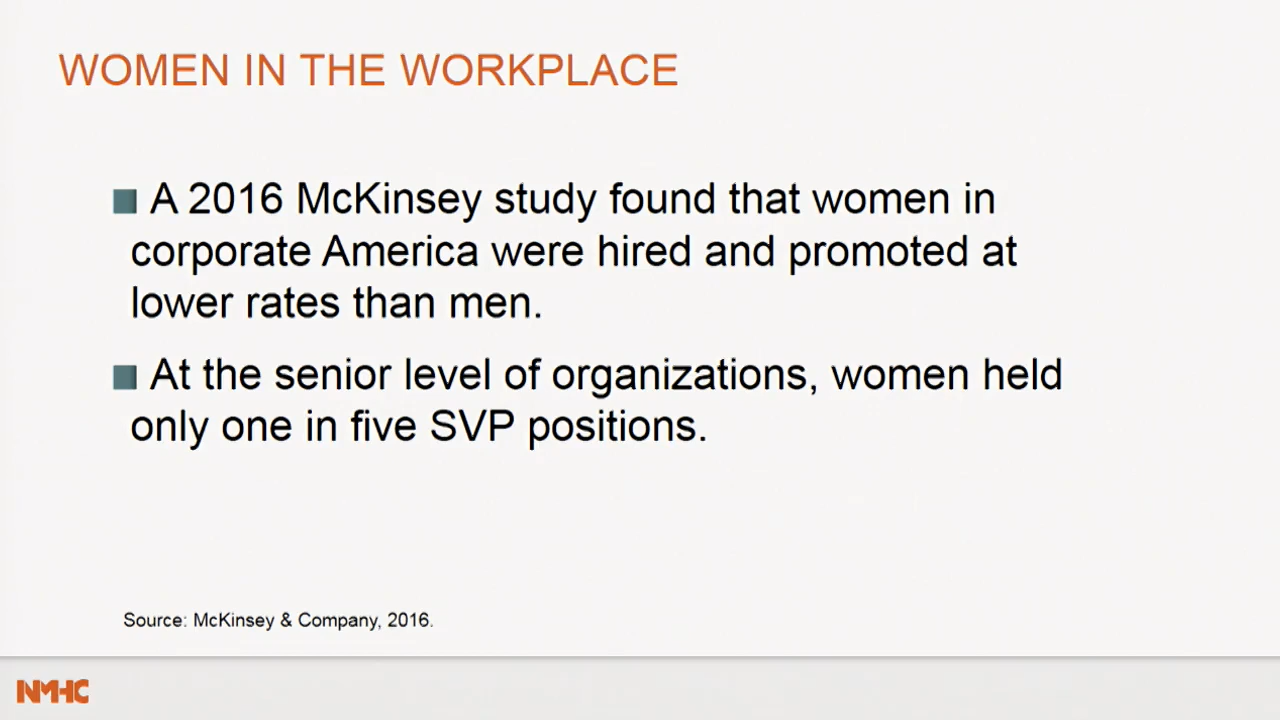 WOMEN IN THE WORKPLACE
A 2016 McKinsey study found that women in
corporate America were hired and promoted at
lower rates than men.
At the senior level of organizations, women held
only one in five SVP positions.
Source: McKinsey & Company, 2016.
NMHC